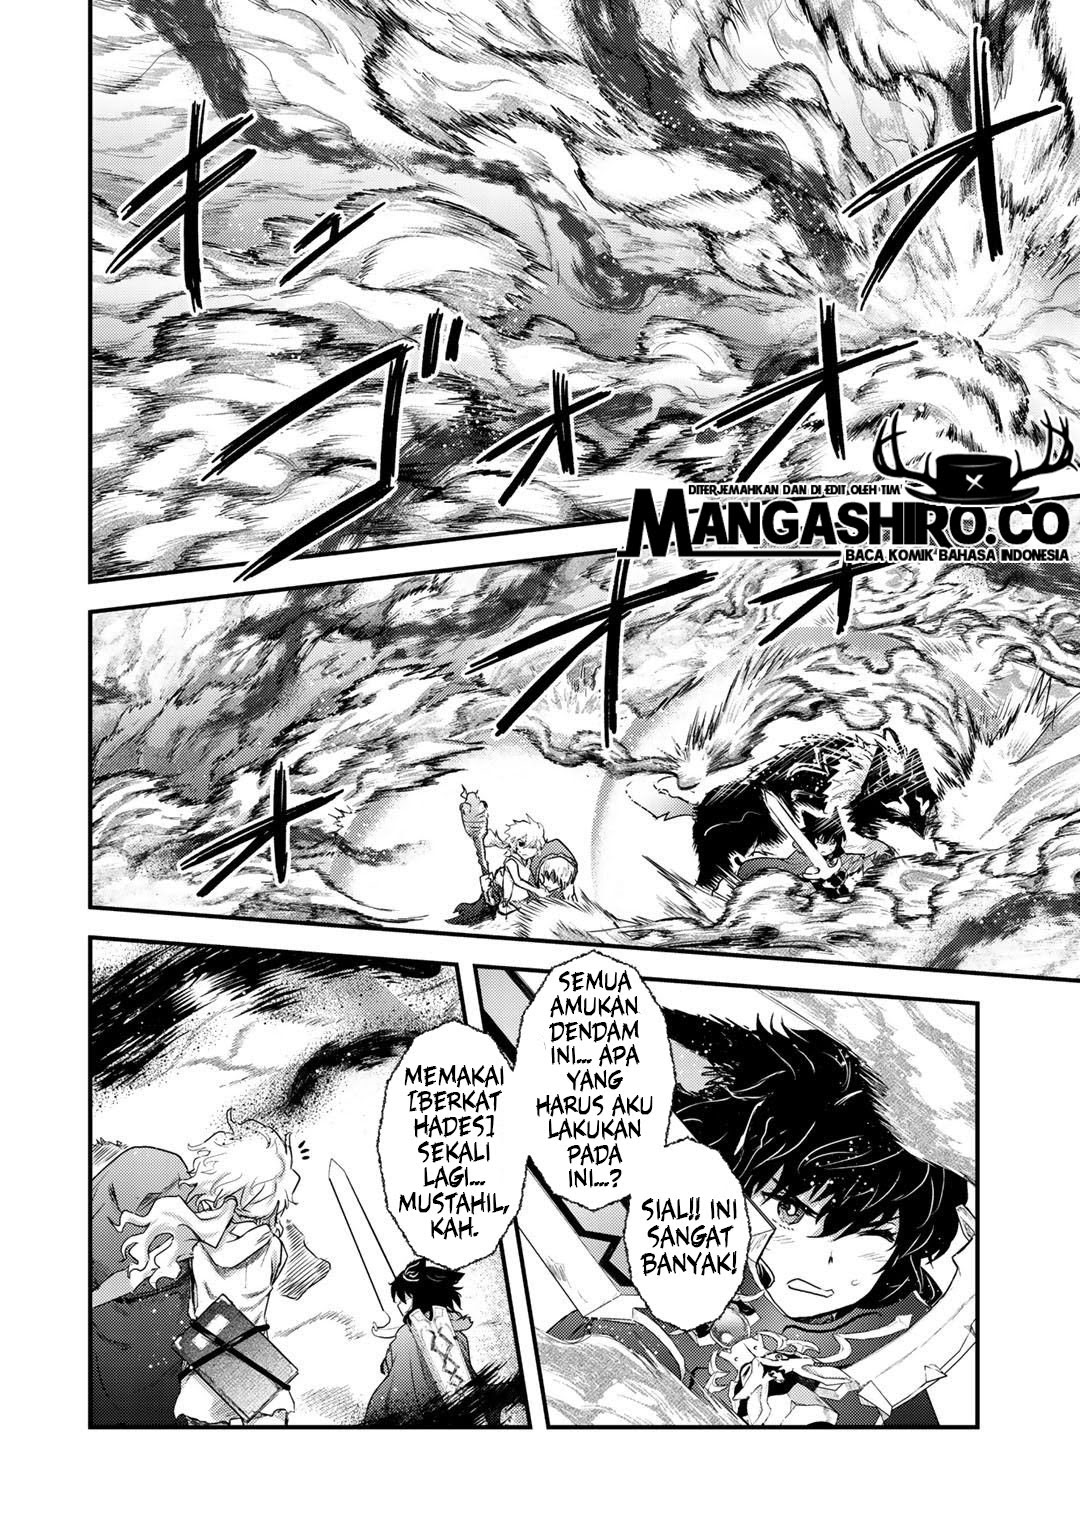 オオオ
ゴオオオ
DITERJEMAHKAN DAN DI EDIT OLEH TIM
MANGASHIRO.CO
BACA KOMIK BAHASA INDONESIA
オオ
SIAL!! INI
SANGAT
BANYAK!
SEMUA
AMUKAN
DENDAM
INI... APA
YANG
HARUS AKU
LAKUKAN
PADA
INI...?
MEMAKAI
[BERKAT
HADES]
SEKALI
LAGI...
MUSTAHIL,
KAH.